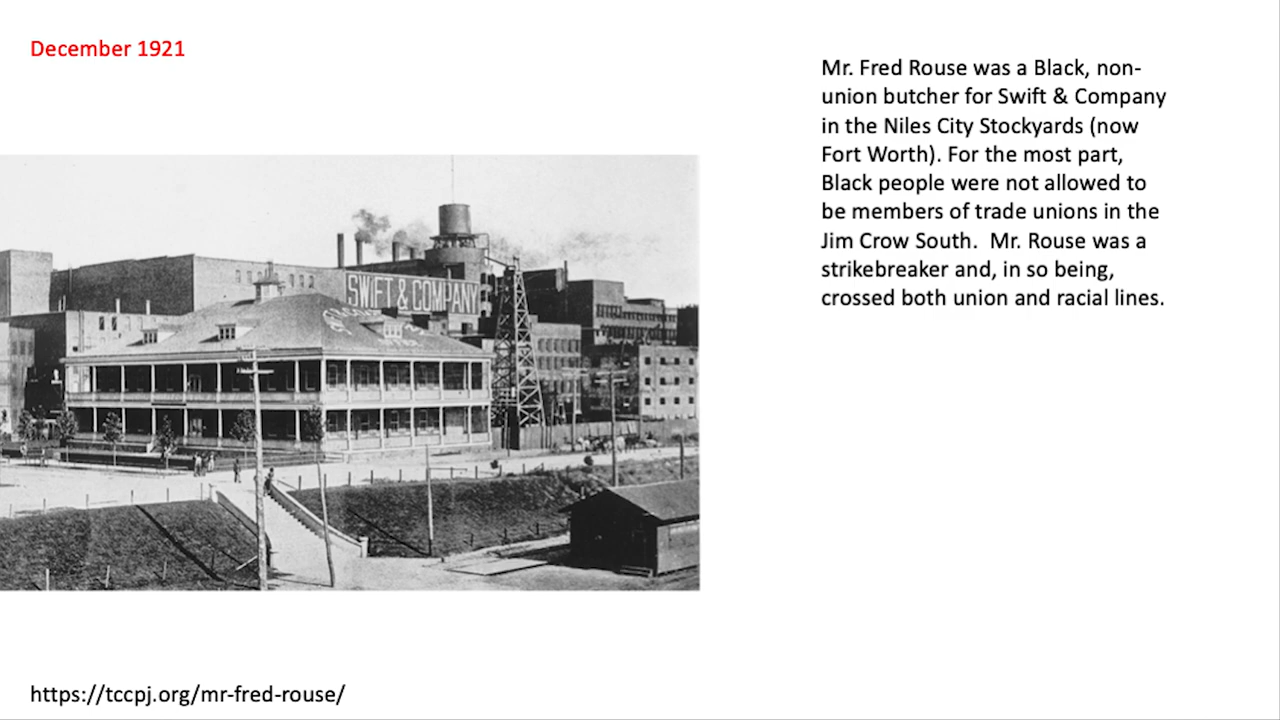 December 1921
Mr. Fred Rouse was a Black, non-
union butcher for Swift & Company
in the Niles City Stockyards (now
Fort Worth). For the most part,
Black people were not allowed to
be members of trade unions in the
Jim Crow South.  Mr. Rouse was a
strikebreaker and, in so being,
crossed both union and racial lines.
SWIFT & COMPANY
https://tccpj.org/mr-fred-rouse/